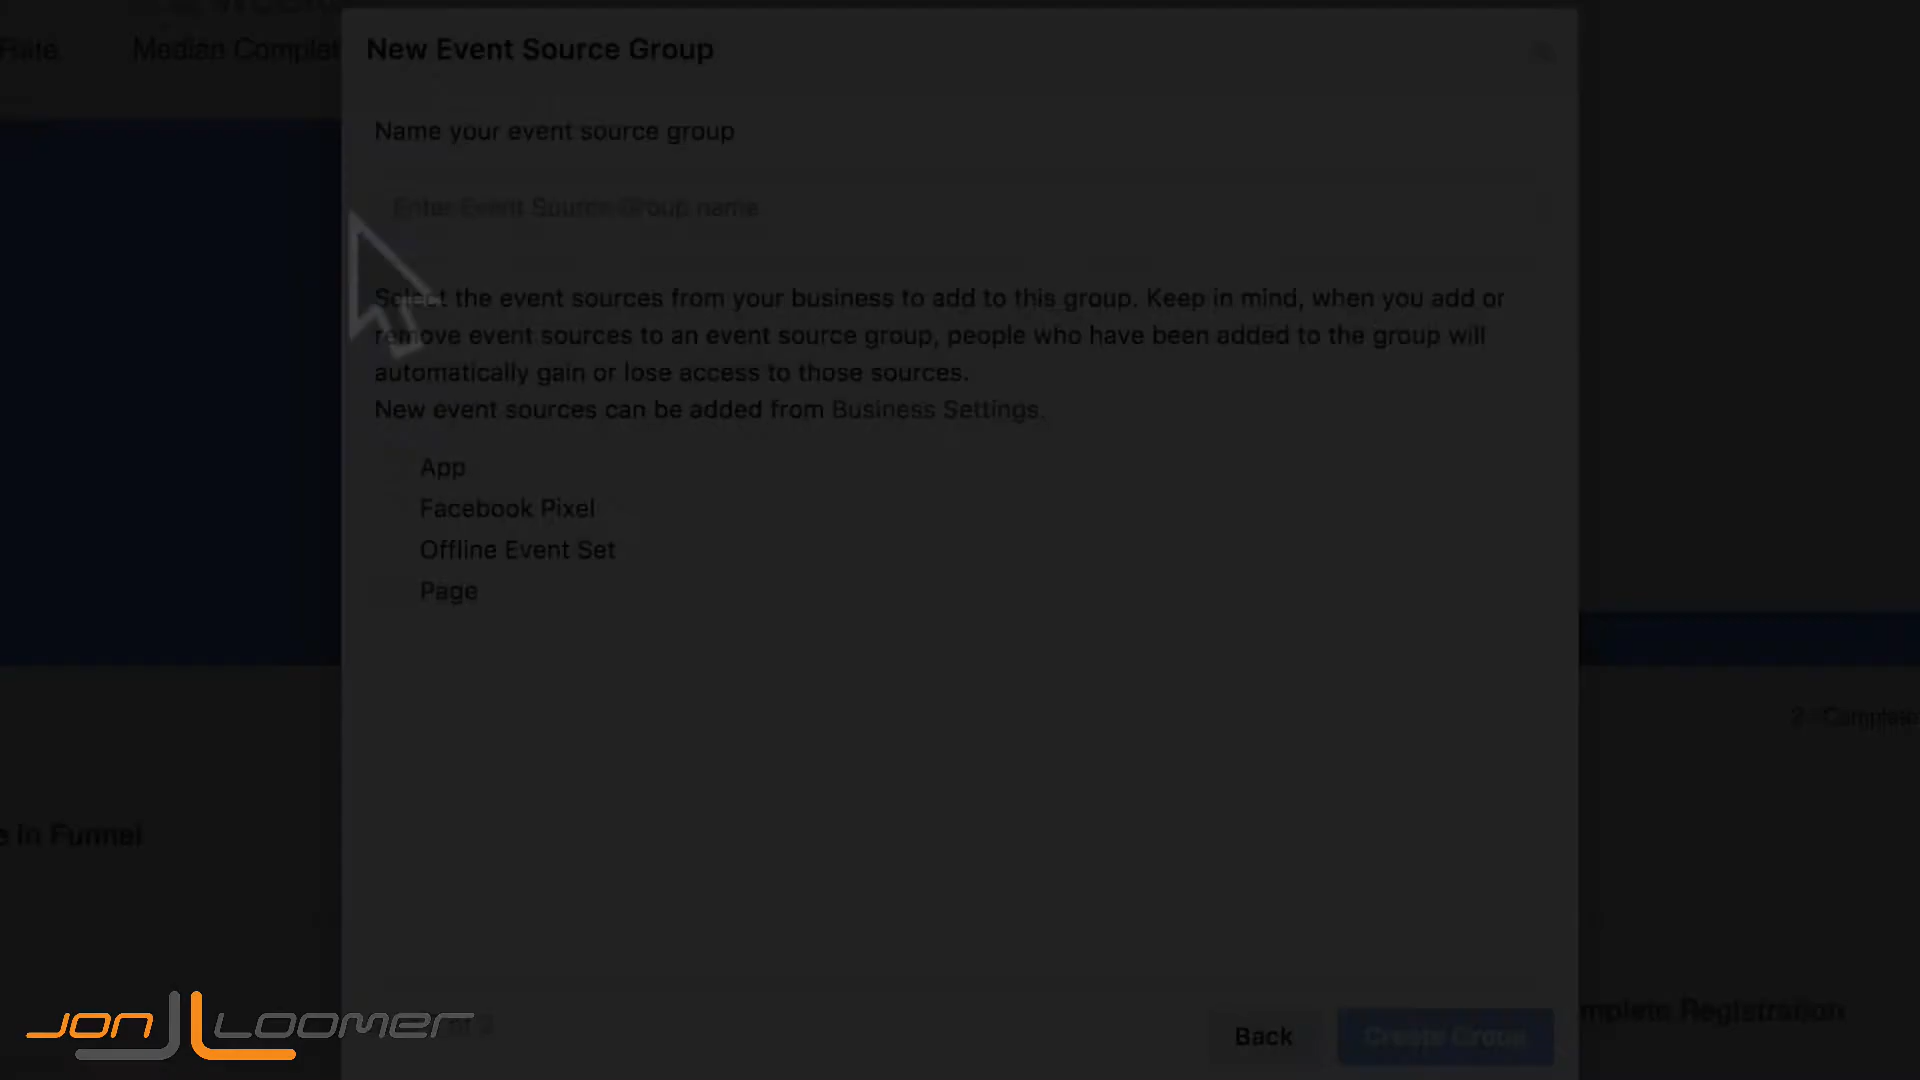 Rate
Median Complet
New Event Source Group
Name your event source group
Enter Event Source Group name
Select the event sources from your business to add to this group. Keep in mind, when you add or
remove event sources to an event source group, people who have been added to the group will
automatically gain or lose access to those sources.
New event sources can be added from Business Settings.
App
Facebook Pixel
Offline Event Set
Page
2
Complete
e in Funnel
mplete Registration
JON LOOMER
Back
Create Group